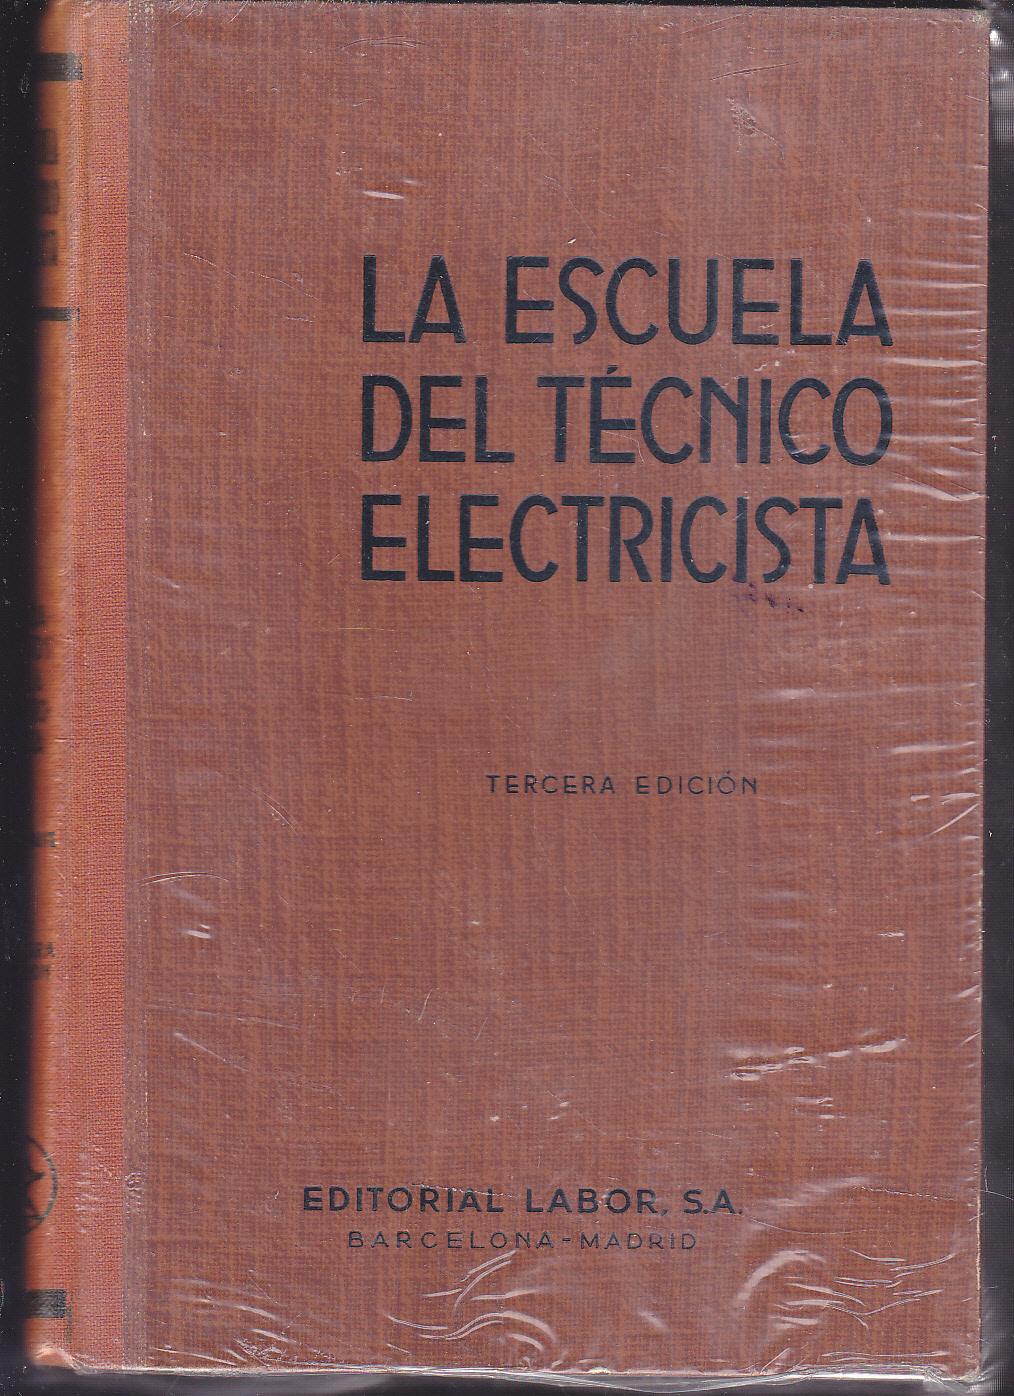 LA ESCUELA
DEL TÉCNICO
ELECTRICISTA
TERCERA EDICIÓN
EDITORIAL LABOR, S.A.
BARCELONA-MADRID